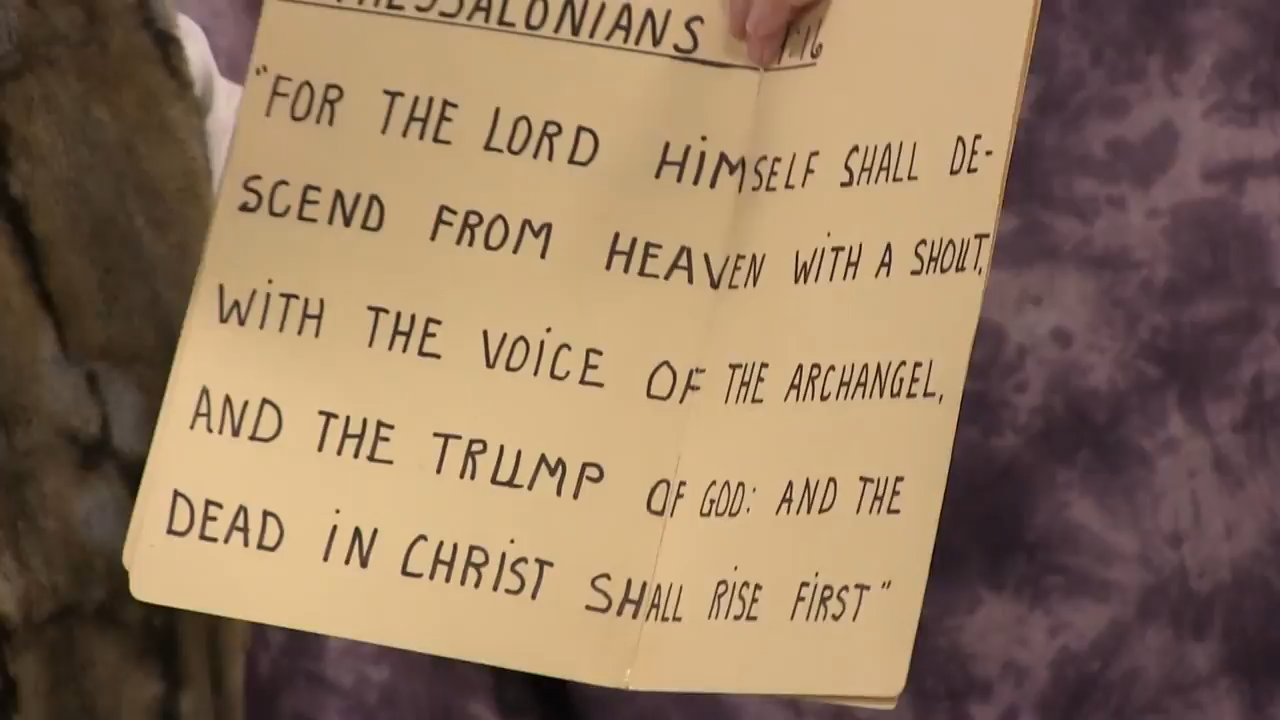 THESSALONIANS :16
"FOR THE LORD HiMSELF SHALL DE-
SCEND FROM HEAVEN WiTH A SHOUT,
WiTH THE VOiCE OF THE ARCHANGEL,
AND THE TRUMP OF GOD: AND THE
DEAD iN CHRiST SHALL RiSE FiRST"